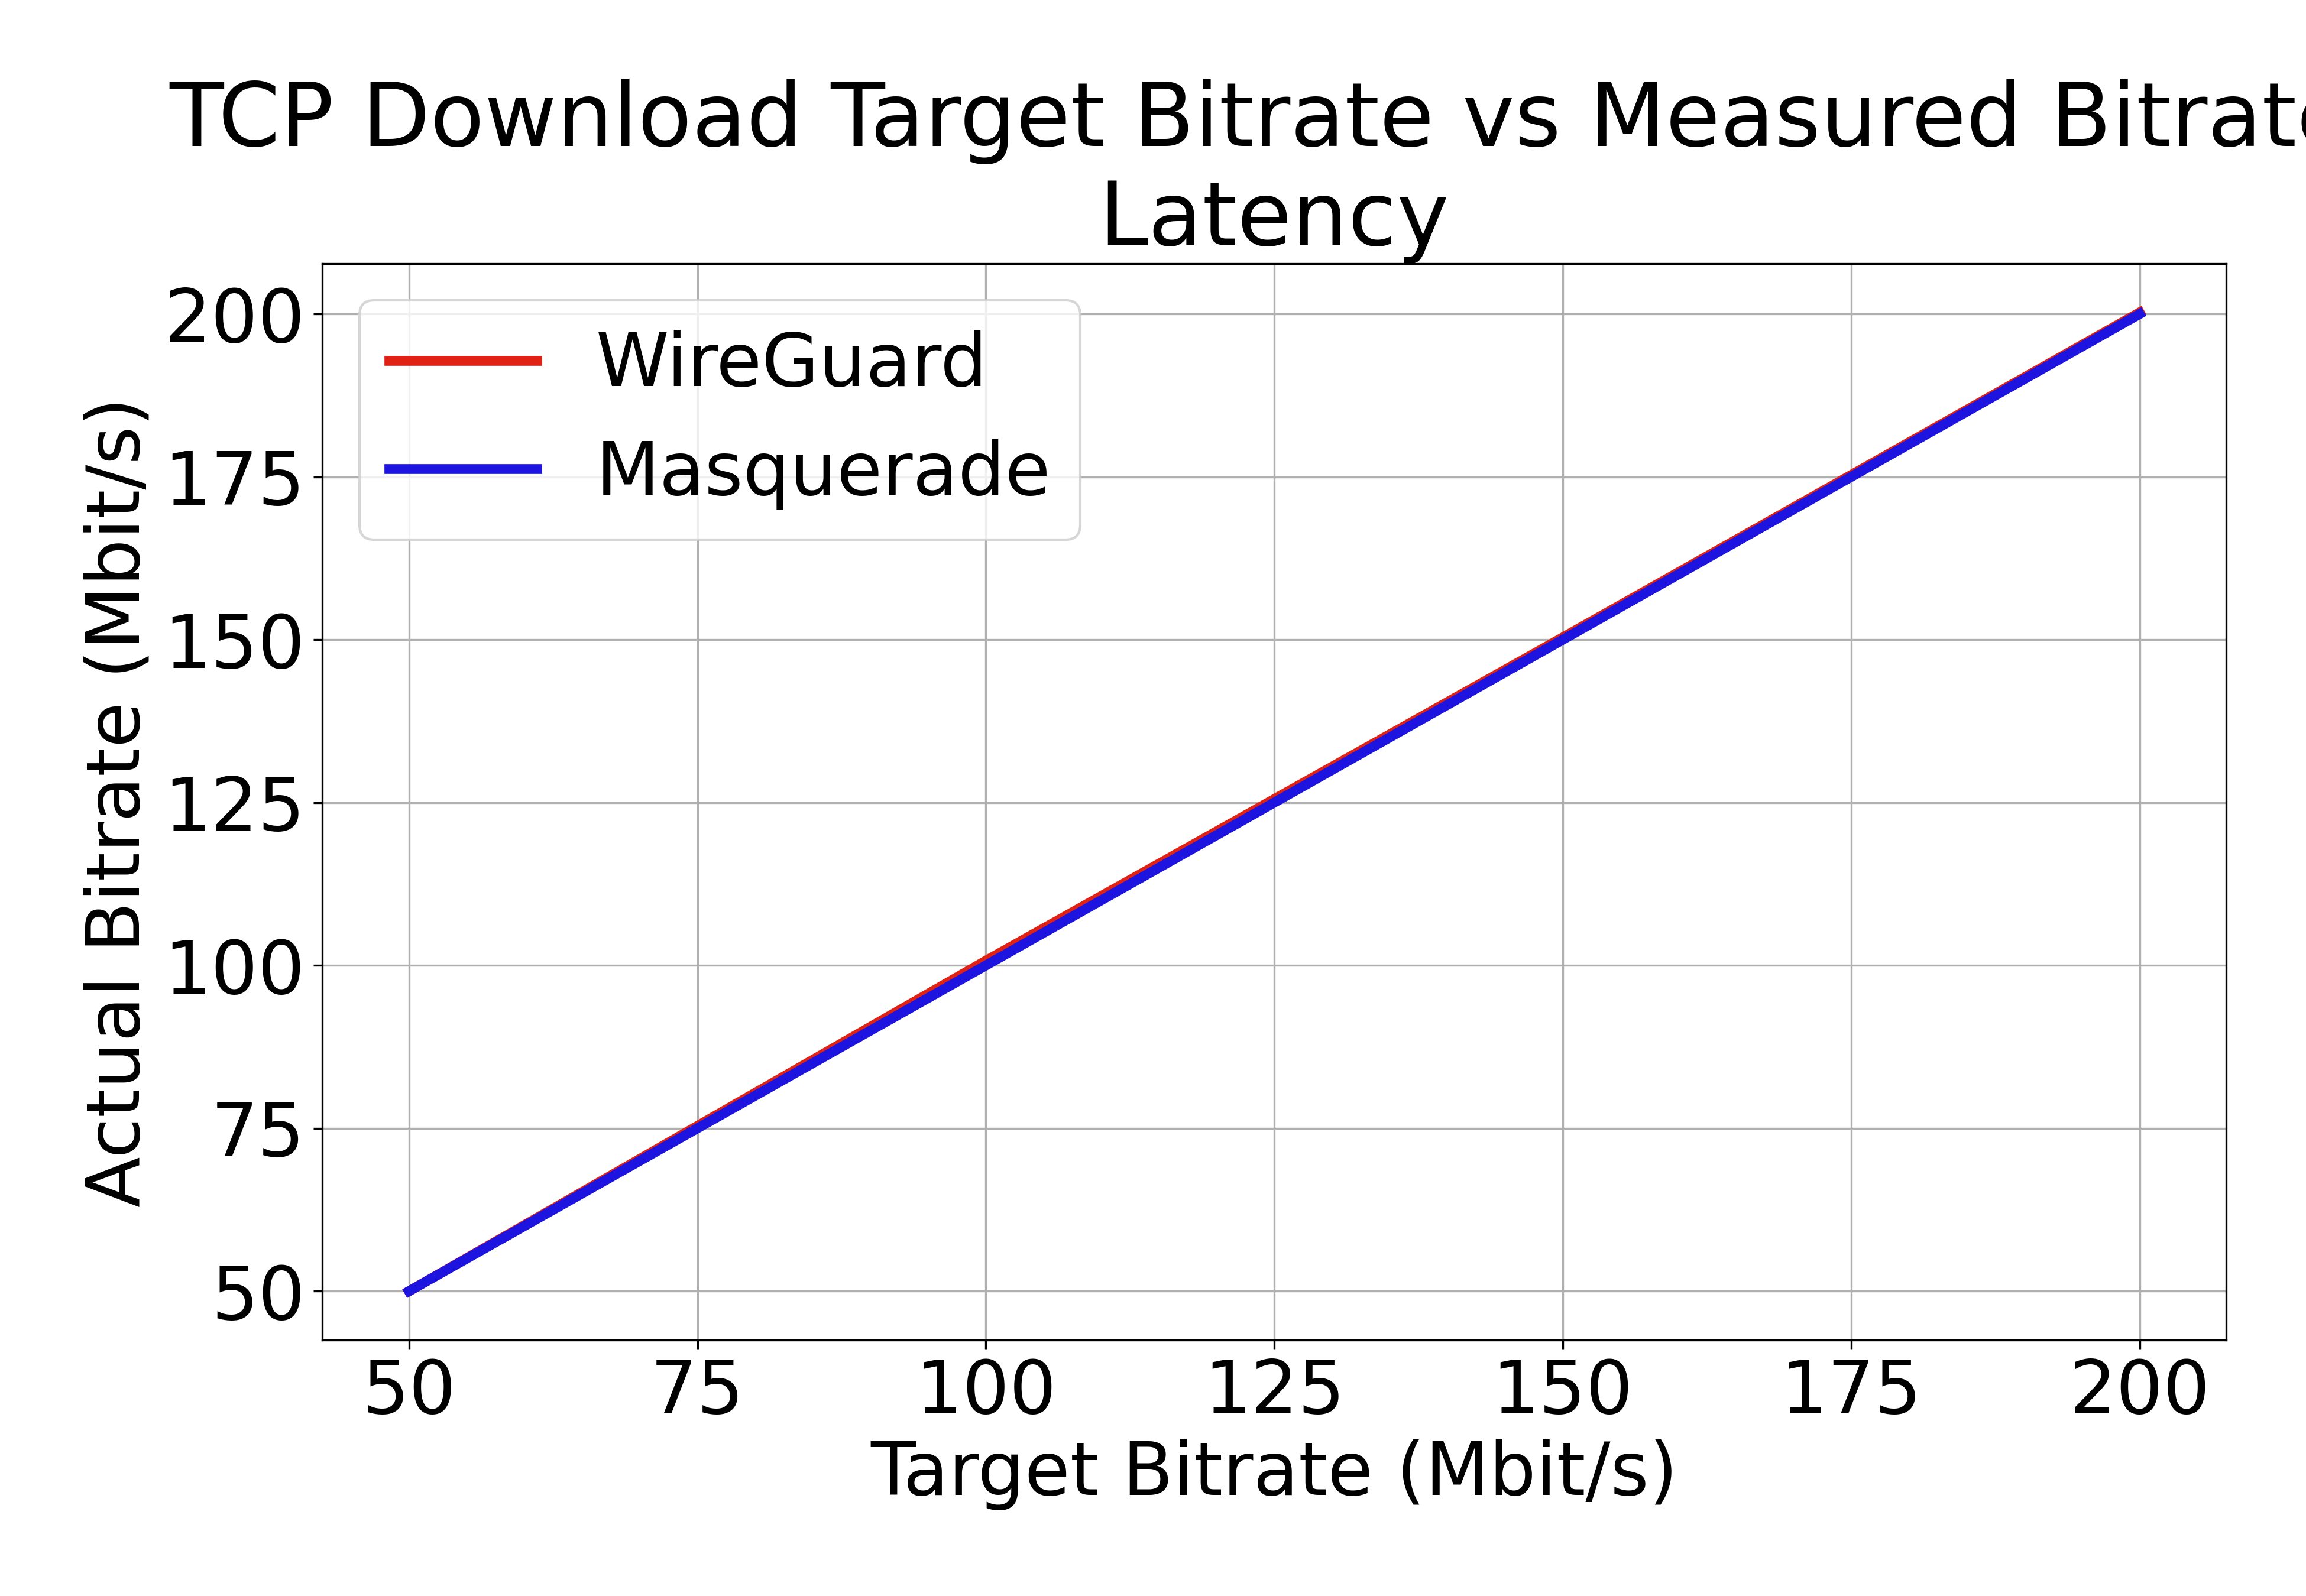 TCP Download Target Bitrate vs Measured Bitrate
Latency
WireGuard
Masquerade
Actual Bitrate (Mbit/s)
200
175
150
125
100
75
50
50 75 100 125 150 175 200
Target Bitrate (Mbit/s)